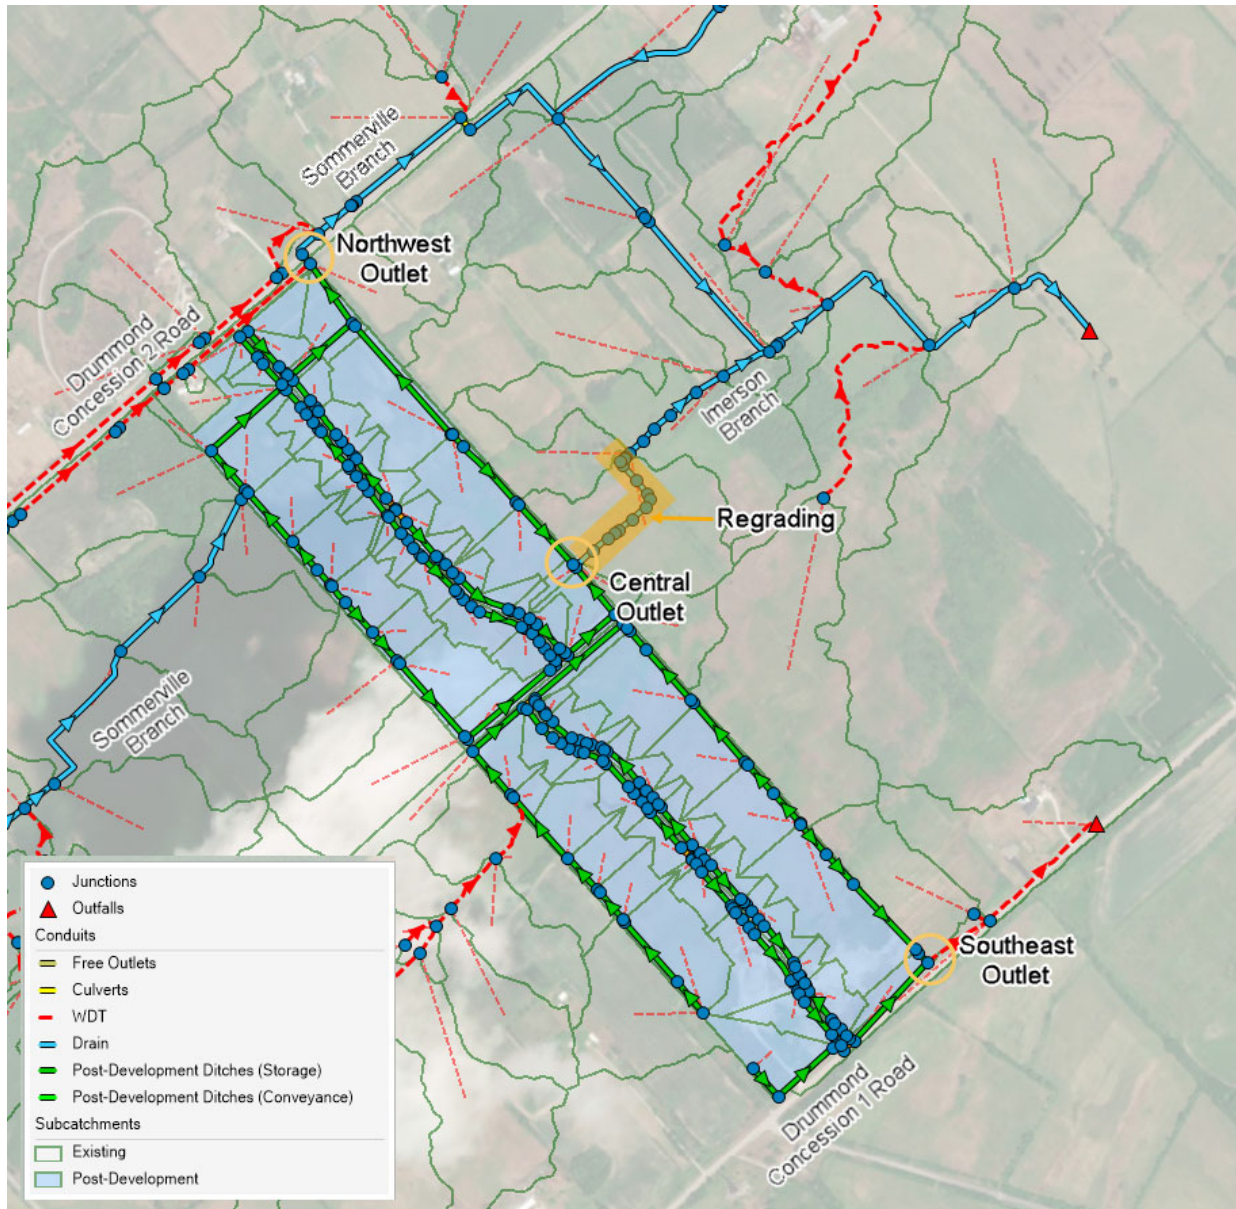 Sommerville
Branch
Northwest
Outlet
Drummond
Concession 2 Road
Imerson
Branch
Regrading
Central
Outlet
Sommerville
Branch
Southeast
Outlet
Drummond
Concession 1 Road
Junctions
Outfalls
Conduits
Free Outlets
Culverts
WDT
Drain
Post-Development Ditches (Storage)
Post-Development Ditches (Conveyance)
Subcatchments
Existing
Post-Development